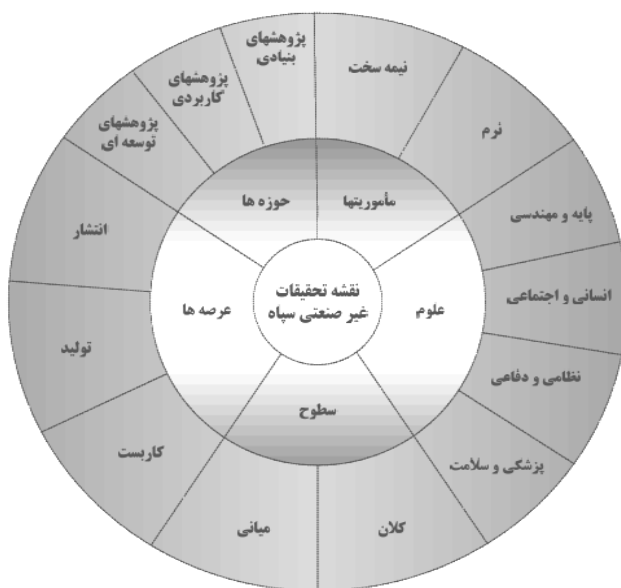 نقشه تحقیقات
غیر صنعتی سپاه
مأموریتها
نیمه سخت
نرم
علوم
پایه و مهندسی
انسانی و اجتماعی
نظامی و دفاعی
پزشکی و سلامت
سطوح
کلان
میانی
عرصه ها
کاربست
تولید
انتشار
حوزه ها
پژوهشهای
توسعه ای
پژوهشهای
کاربردی
پژوهشهای
بنیادی